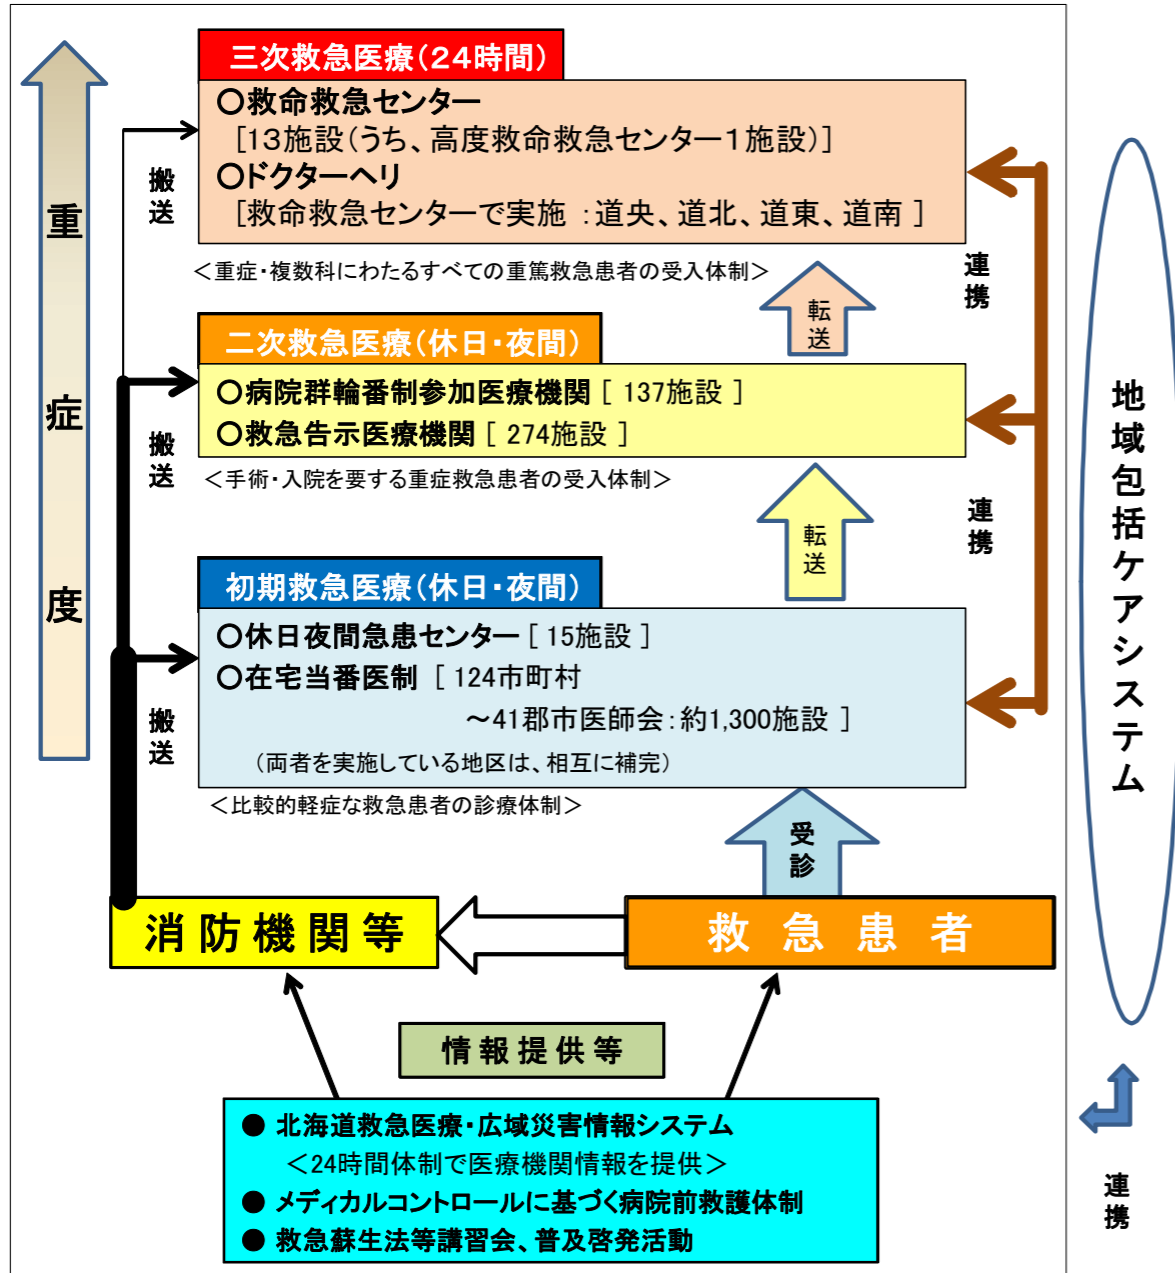 三次救急医療(24時間)
○救命救急センター
[13施設(うち、高度救命救急センター1施設)]
○ドクターヘリ
[救命救急センターで実施 :道央、道北、道東、道南 ]
<重症・複数科にわたるすべての重篤救急患者の受入体制>
搬送
転送
連携
二次救急医療(休日・夜間)
○病院群輪番制参加医療機関 [ 137施設 ]
○救急告示医療機関 [ 274施設 ]
<手術・入院を要する重症救急患者の受入体制>
搬送
転送
連携
初期救急医療(休日・夜間)
○休日夜間急患センター [ 15施設 ]
○在宅当番医制 [ 124市町村
~41郡市医師会:約1,300施設 ]
(両者を実施している地区は、相互に補完)
<比較的軽症な救急患者の診療体制>
搬送
受診
重症度
地域包括ケアシステム
消防機関等
救急患者
情報提供等
● 北海道救急医療・広域災害情報システム
<24時間体制で医療機関情報を提供>
● メディカルコントロールに基づく病院前救護体制
● 救急蘇生法等講習会、普及啓発活動
連携